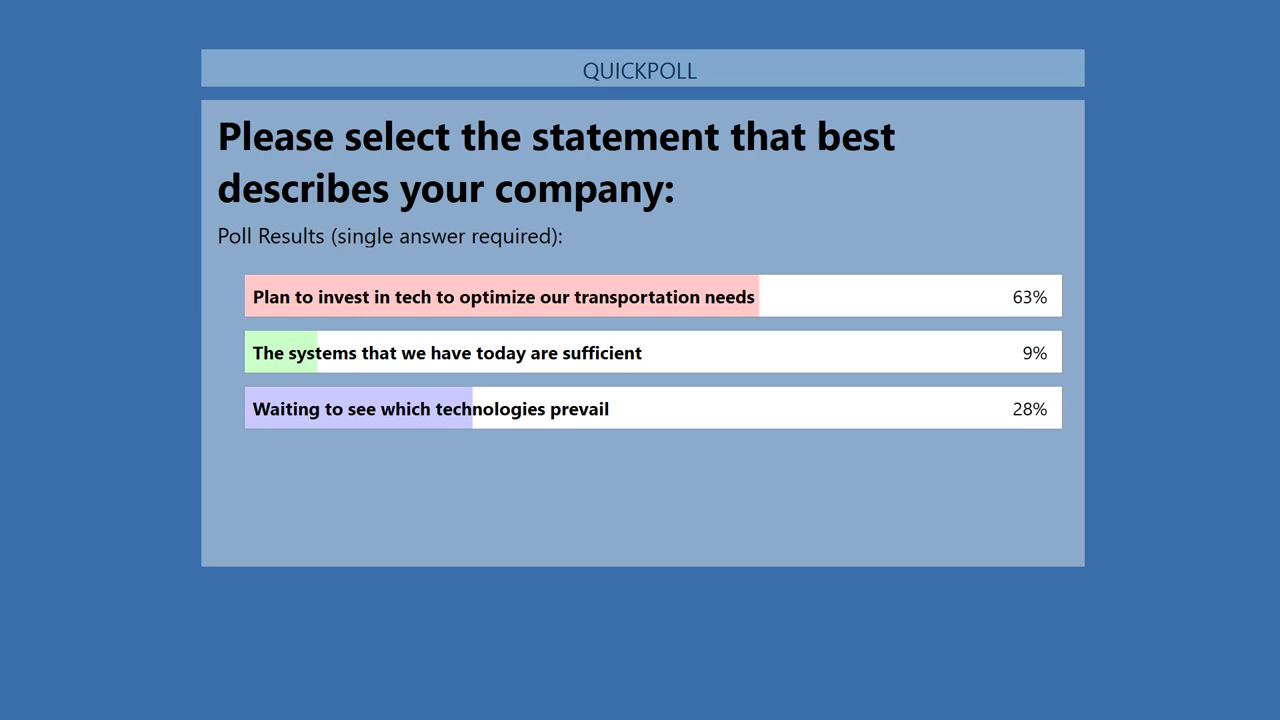 QUICKPOLL
Please select the statement that best
describes your company:
Poll Results (single answer required):
Plan to invest in tech to optimize our transportation needs 63%
The systems that we have today are sufficient 9%
Waiting to see which technologies prevail 28%